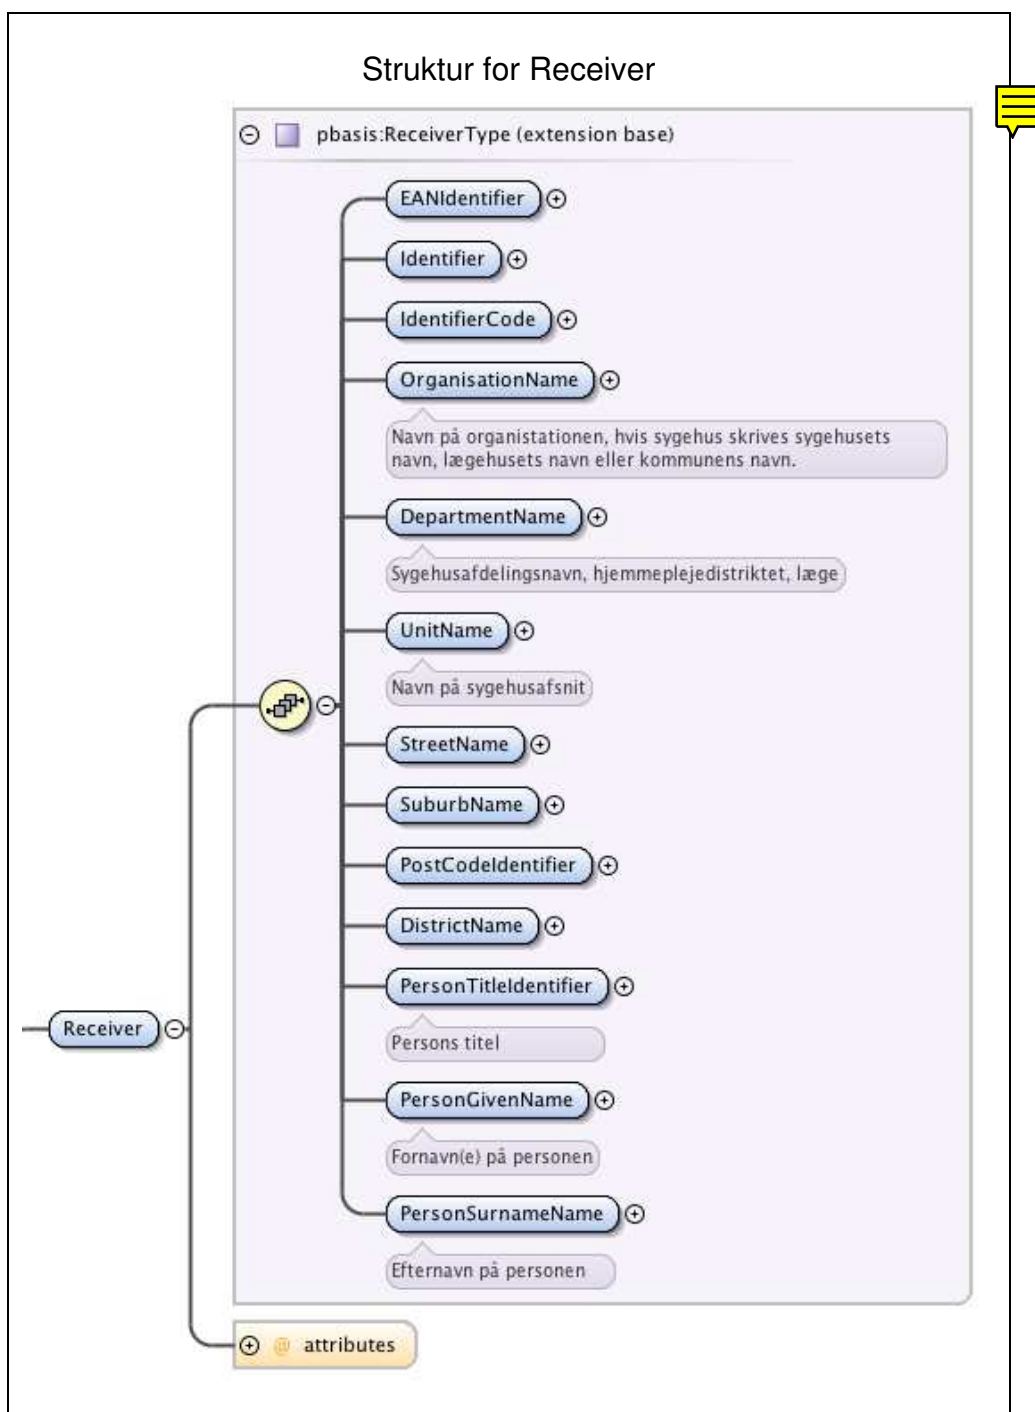 Struktur for Receiver
pbasis:ReceiverType (extension base)
EANIdentifier
Identifier
IdentifierCode
OrganisationName
Navn på organistationen, hvis sygehus skrives sygehusets
navn, lægehusets navn eller kommunens navn.
DepartmentName
Sygehusafdelingsnavn, hjemmeplejedistriktet, læge
UnitName
Navn på sygehusafsnit
StreetName
SuburbName
PostCodeIdentifier
DistrictName
PersonTitleIdentifier
Persons titel
Receiver
PersonGivenName
Fornavn(e) på personen
PersonSurnameName
Efternavn på personen
@ attributes